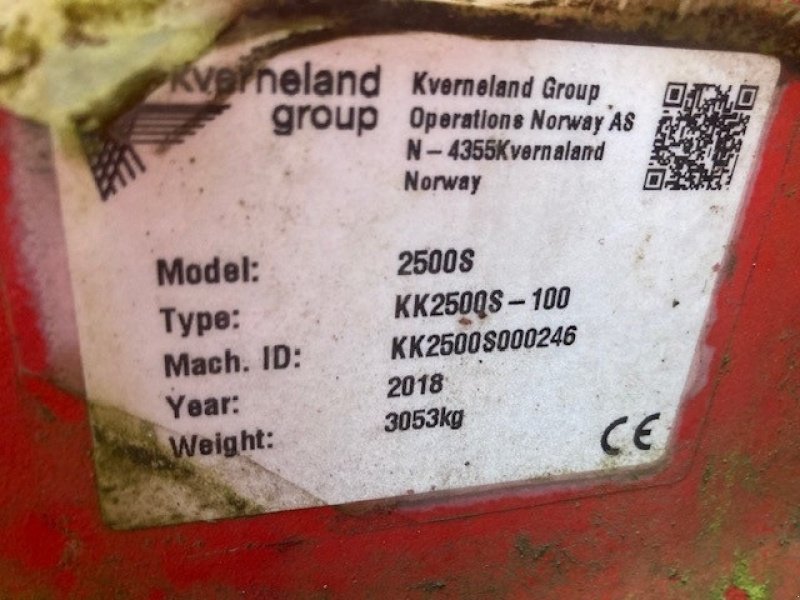 Kverneland
group
Kverneland Group
Operations Norway AS
N-4355Kvernaland
Norway
Model: 2500S
Type: KK2500S-100
Mach. ID: KK2500S000246
Year: 2018
Weight: 3053kg
CE